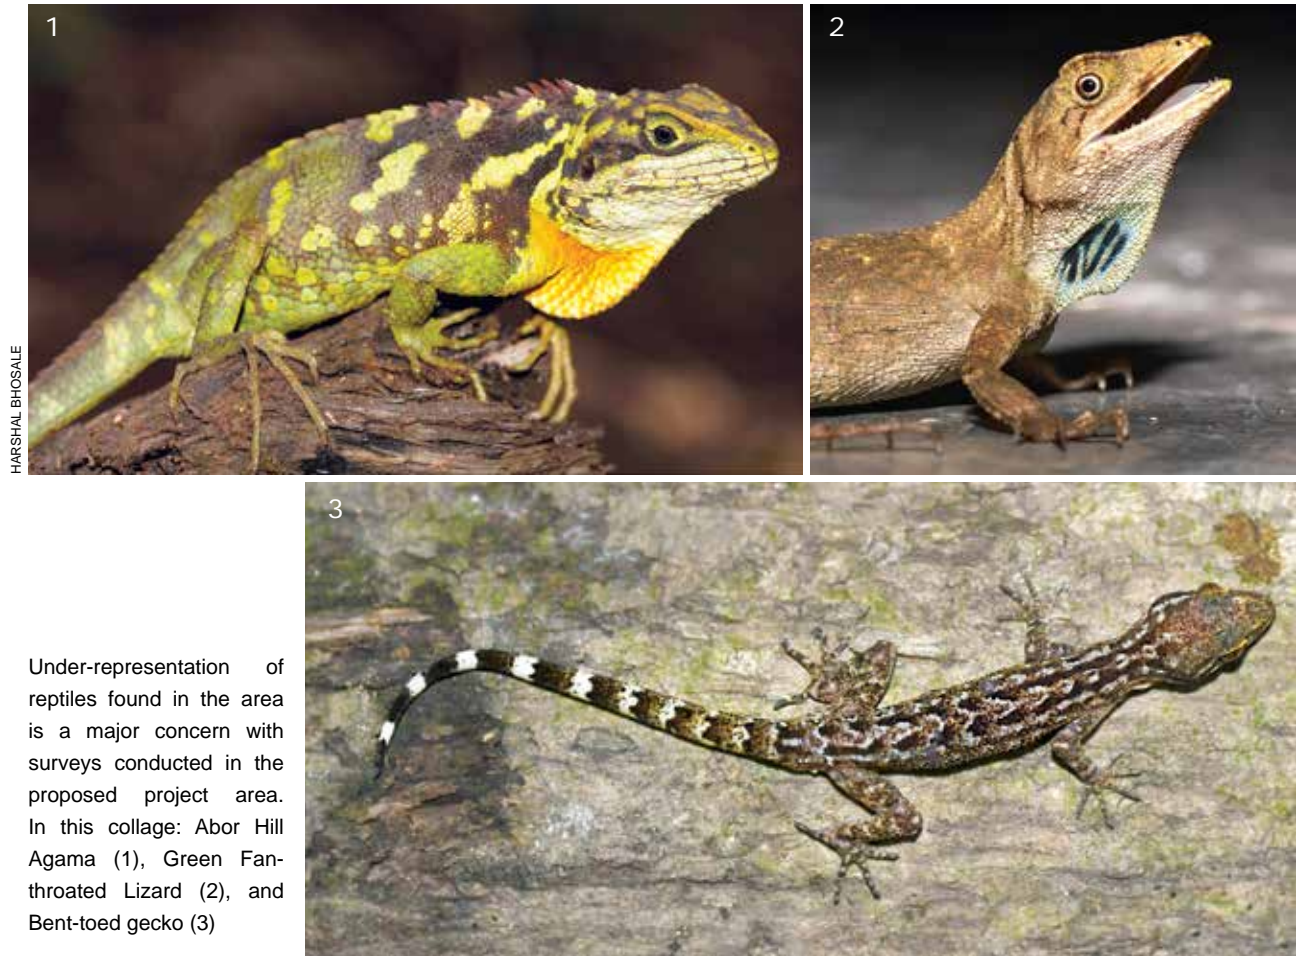 1
2
HARSHAL BHOSALE
3
Under-representation of
reptiles found in the area
is a major concern with
surveys conducted in the
proposed project area.
In this collage: Abor Hill
Agama (1), Green Fan-
throated Lizard (2), and
Bent-toed gecko (3)